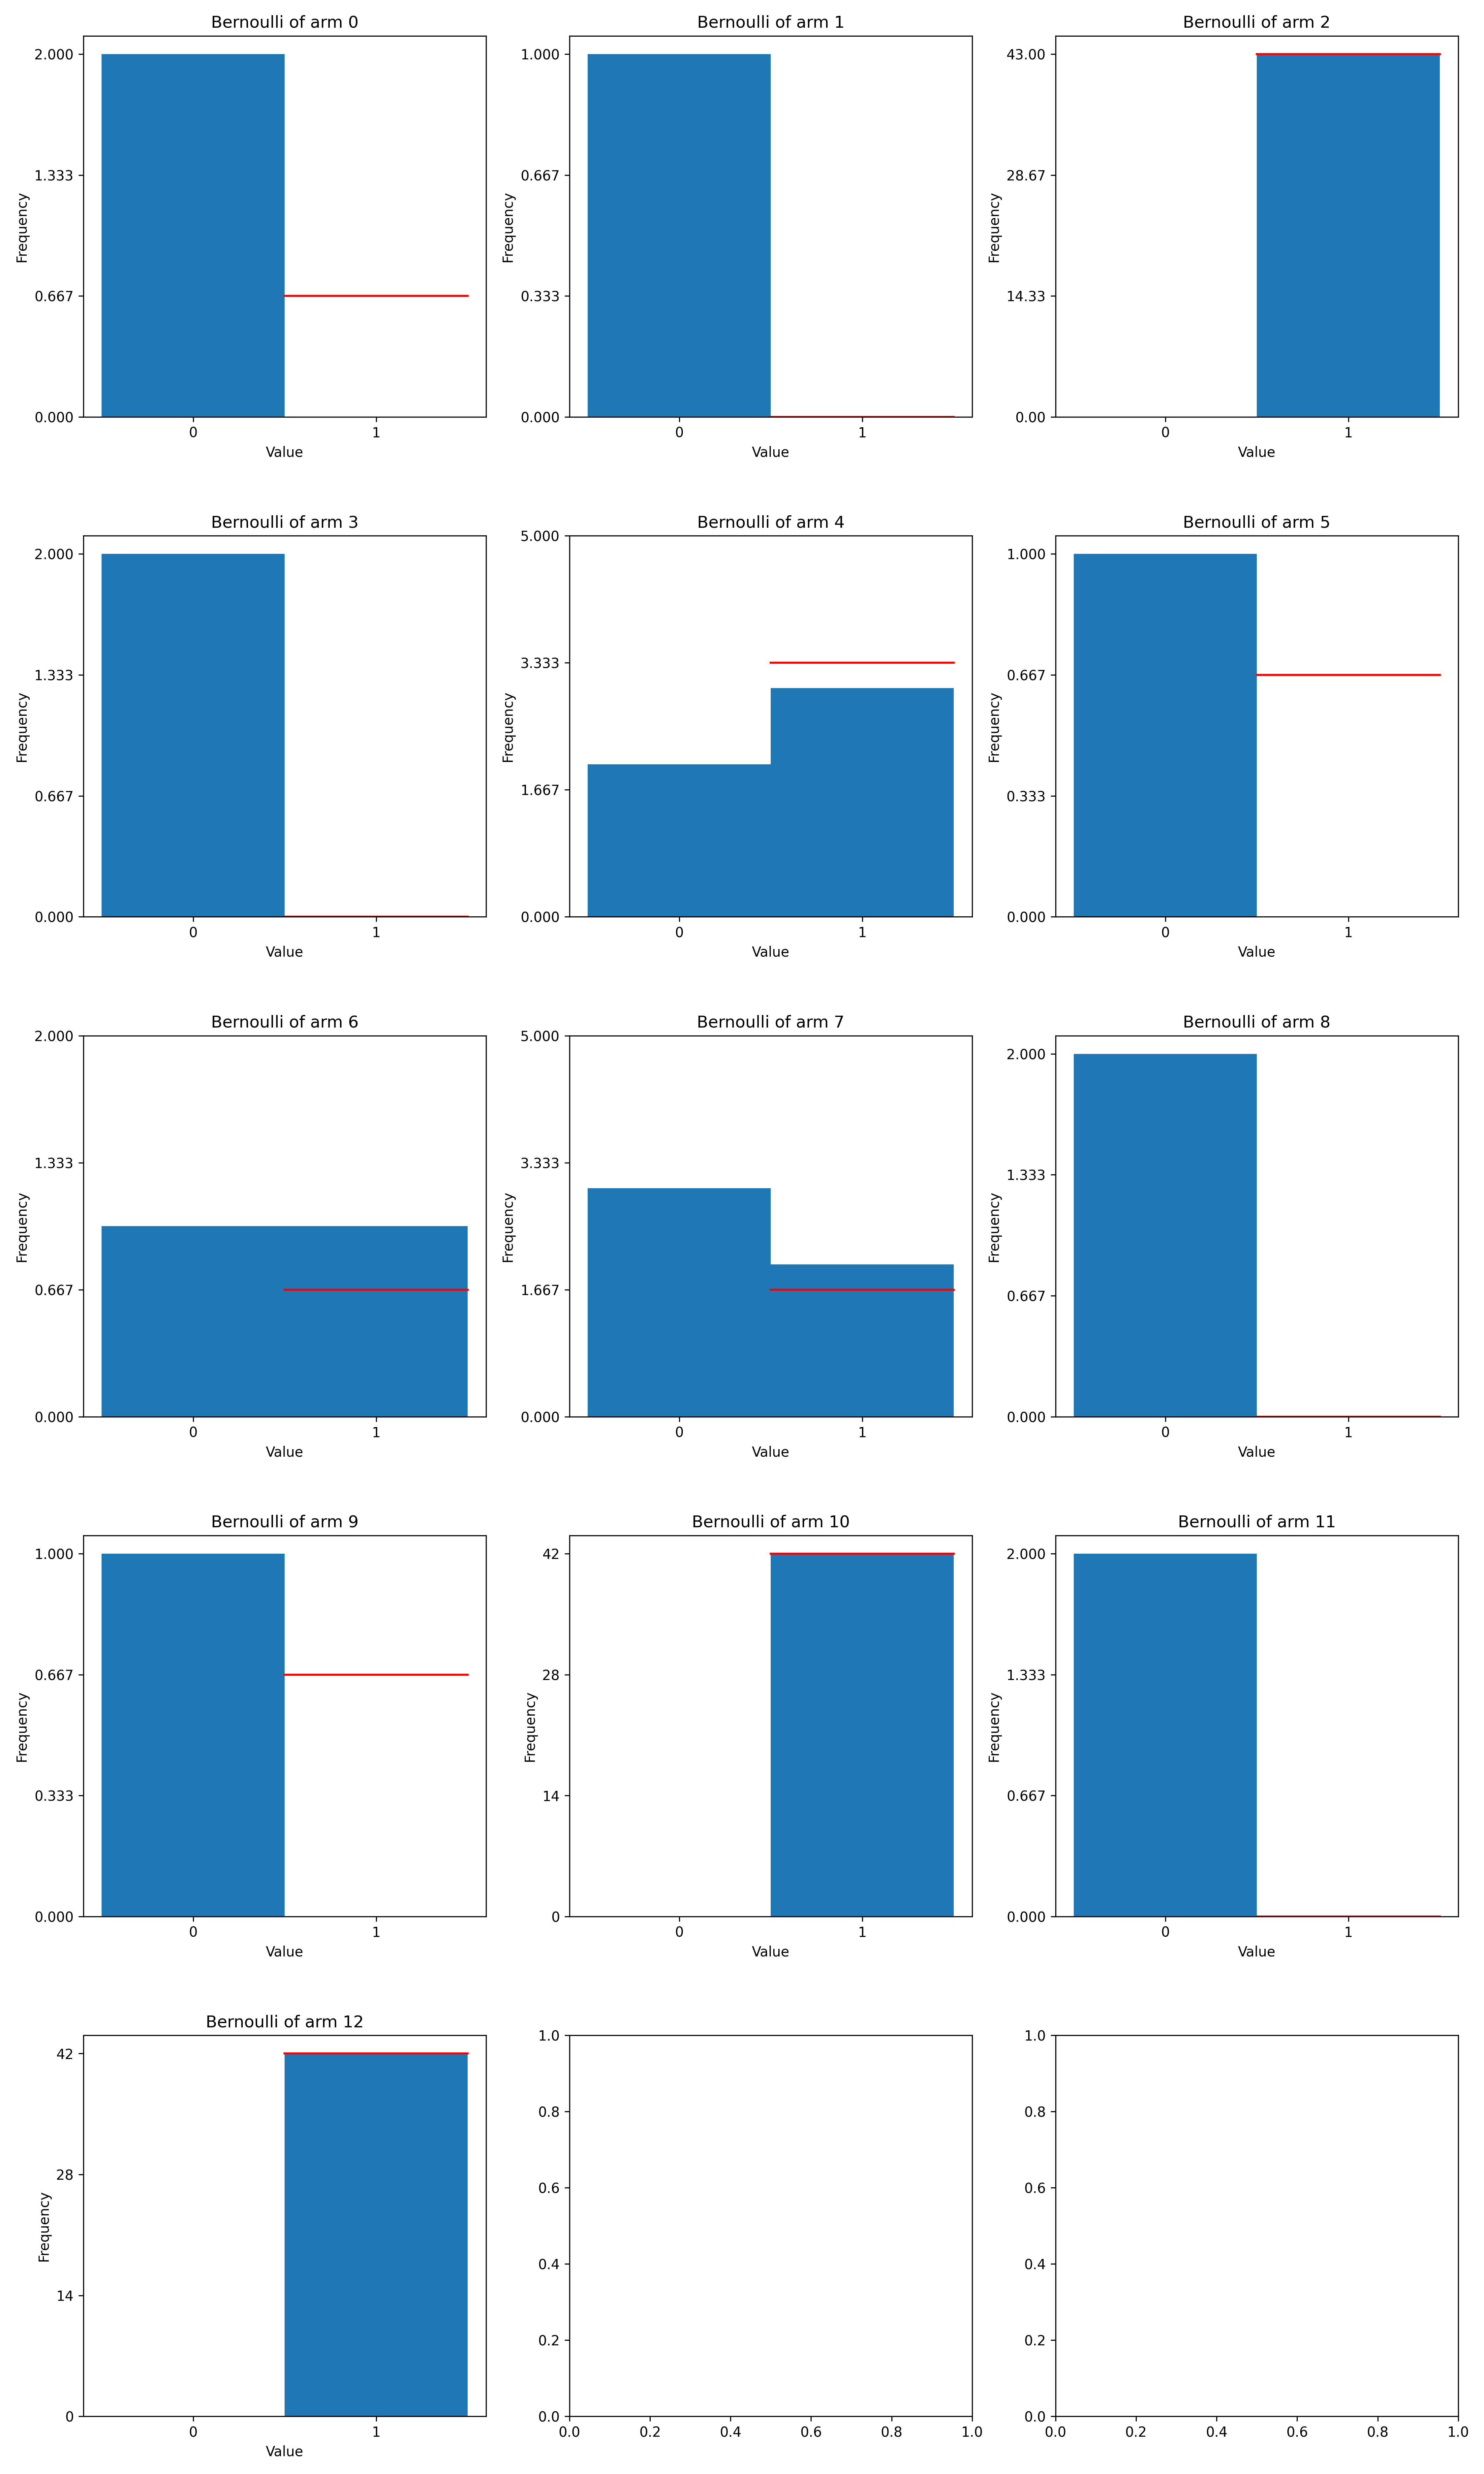 Bernoulli of arm 0
2.000
1.333
0.667
0.000
Frequency
0 1
Value
Bernoulli of arm 1
1.000
0.667
0.333
0.000
Frequency
0 1
Value
Bernoulli of arm 2
43.00
28.67
14.33
0.00
Frequency
0 1
Value
Bernoulli of arm 3
2.000
1.333
0.667
0.000
Frequency
0 1
Value
Bernoulli of arm 4
5.000
3.333
1.667
0.000
Frequency
0 1
Value
Bernoulli of arm 5
1.000
0.667
0.333
0.000
Frequency
0 1
Value
Bernoulli of arm 6
2.000
1.333
0.667
0.000
Frequency
0 1
Value
Bernoulli of arm 7
5.000
3.333
1.667
0.000
Frequency
0 1
Value
Bernoulli of arm 8
2.000
1.333
0.667
0.000
Frequency
0 1
Value
Bernoulli of arm 9
1.000
0.667
0.333
0.000
Frequency
0 1
Value
Bernoulli of arm 10
42
28
14
0
Frequency
0 1
Value
Bernoulli of arm 11
2.000
1.333
0.667
0.000
Frequency
0 1
Value
Bernoulli of arm 12
42
28
14
0
Frequency
0 1
Value
1.0
0.8
0.6
0.4
0.2
0.0
0.0 0.2 0.4 0.6 0.8 1.0
1.0
0.8
0.6
0.4
0.2
0.0
0.0 0.2 0.4 0.6 0.8 1.0